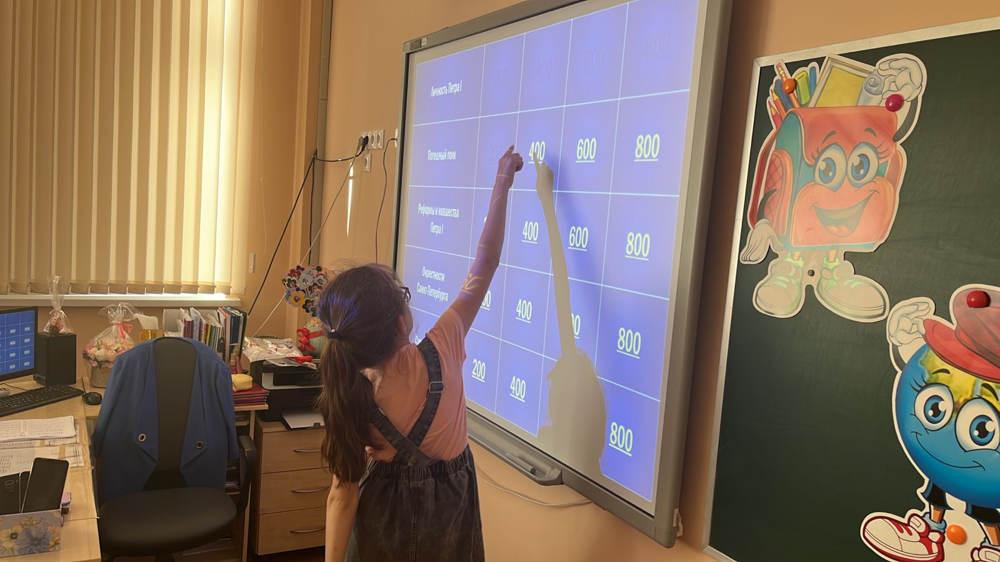 Личность Петра I 200 400 600 800
Потешный полк 200 400 600 800
Реформы и новшества
Петра I
400 600 800
Окрестности
Санкт-Петербурга
400 800
200 400 800